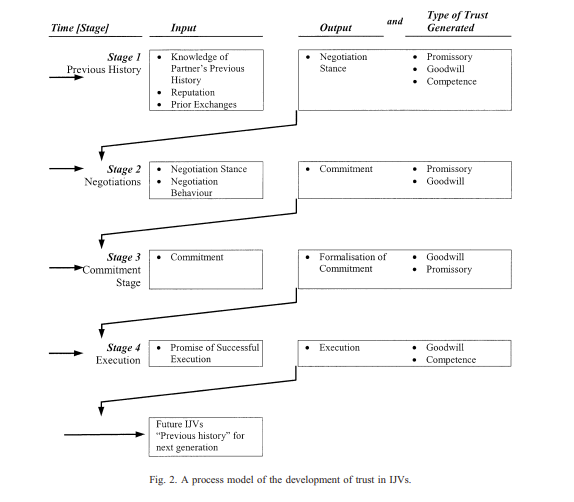 Time [Stage] Input Output and Type of Trust
Generated
Stage 1
Previous History
• Knowledge of
Partner's Previous
History
• Reputation
• Prior Exchanges
• Negotiation
Stance
• Promissory
• Goodwill
• Competence
Stage 2
Negotiations
• Negotiation Stance
• Negotiation
Behaviour
• Commitment
• Promissory
• Goodwill
Stage 3
Commitment
Stage
• Commitment
• Formalisation of
Commitment
• Goodwill
• Promissory
Stage 4
Execution
• Promise of Successful
Execution
• Execution
• Goodwill
• Competence
Future IJVs
"Previous history" for
next generation
Fig. 2. A process model of the development of trust in IJVs.